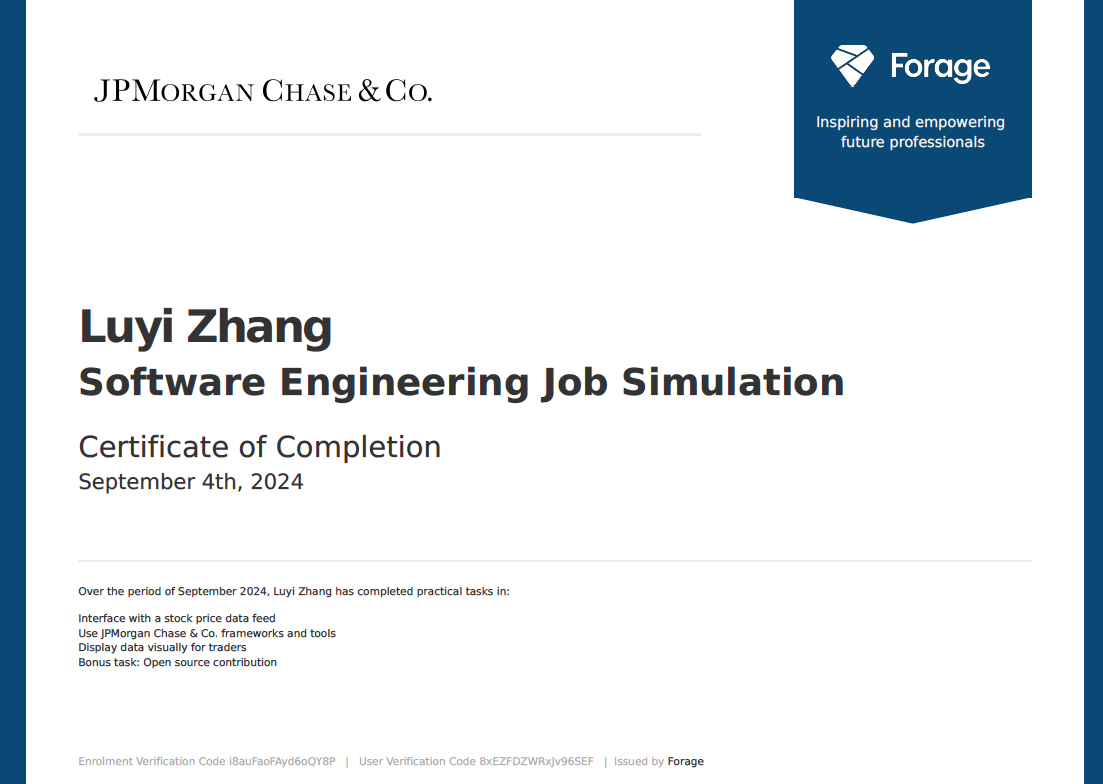 JPMORGAN CHASE & CO.
Forage
Inspiring and empowering
future professionals
Luyi Zhang
Software Engineering Job Simulation
Certificate of Completion
September 4th, 2024
Over the period of September 2024, Luyi Zhang has completed practical tasks in:
Interface with a stock price data feed
Use JPMorgan Chase & Co. frameworks and tools
Display data visually for traders
Bonus task: Open source contribution
Enrolment Verification Code i8auFaoFAyd6oQY8P | User Verification Code 8xEZFDZWRxJv96SEF | Issued by Forage